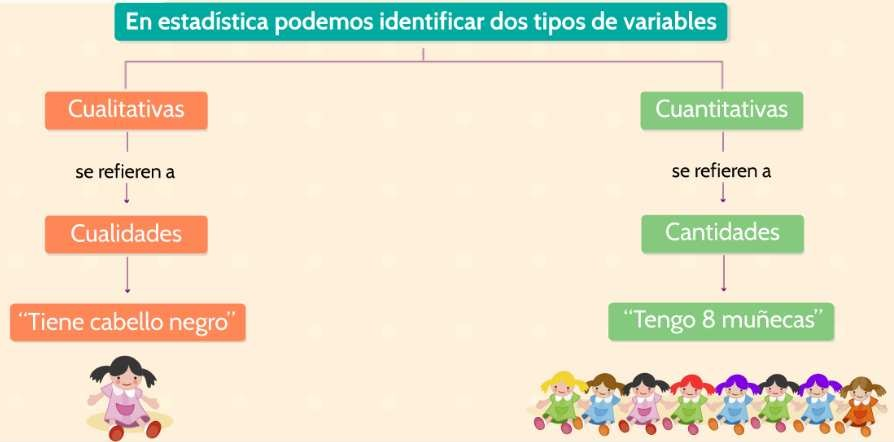 En estadística podemos identificar dos tipos de variables
Cualitativas
se refieren a
Cualidades
“Tiene cabello negro”
Cuantitativas
se refieren a
Cantidades
“Tengo 8 muñecas”